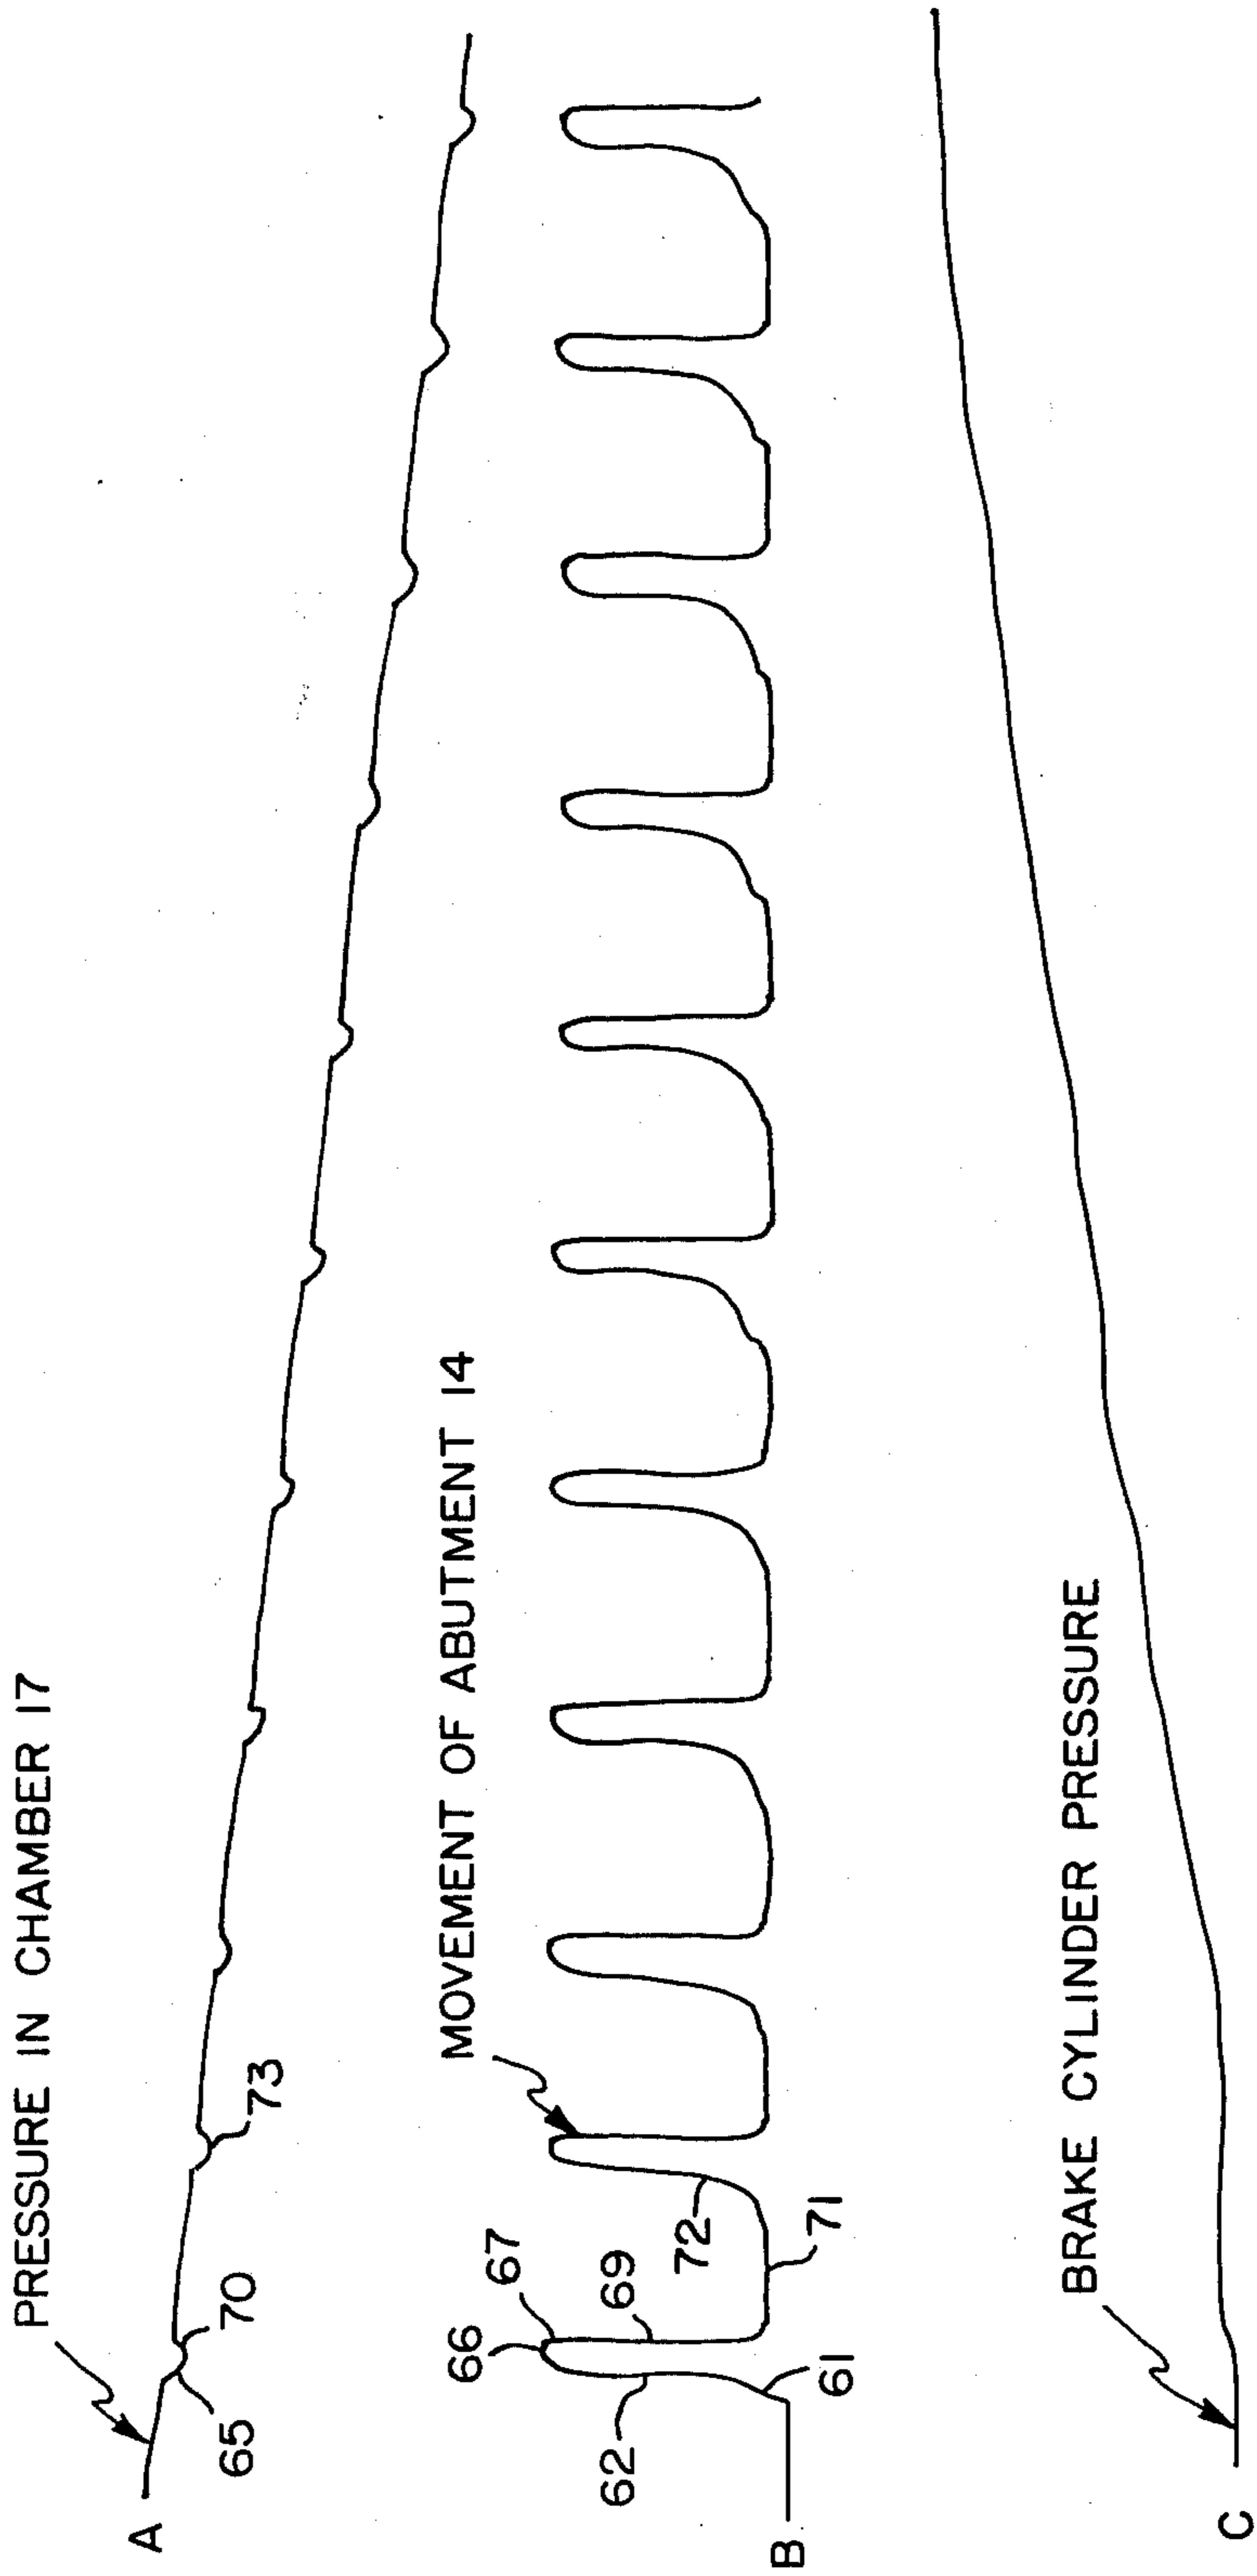 PRESSURE IN CHAMBER 17
A
65
70
73
MOVEMENT OF ABUTMENT 14
B
61
62
66
67
69
71
72
BRAKE CYLINDER PRESSURE
C